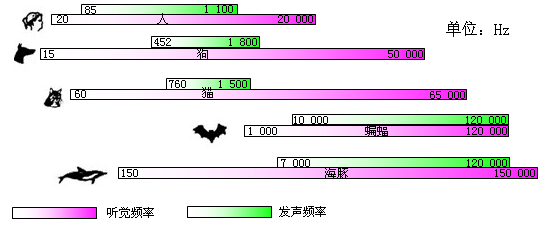 85 1 100
20 人 20 000
单位：Hz
452 1 800
15 狗 50 000
760 1 500
60 猫 65 000
10 000 120 000
1 000 蝙蝠 120 000
7 000 120 000
150 海豚 150 000
听觉频率 发声频率